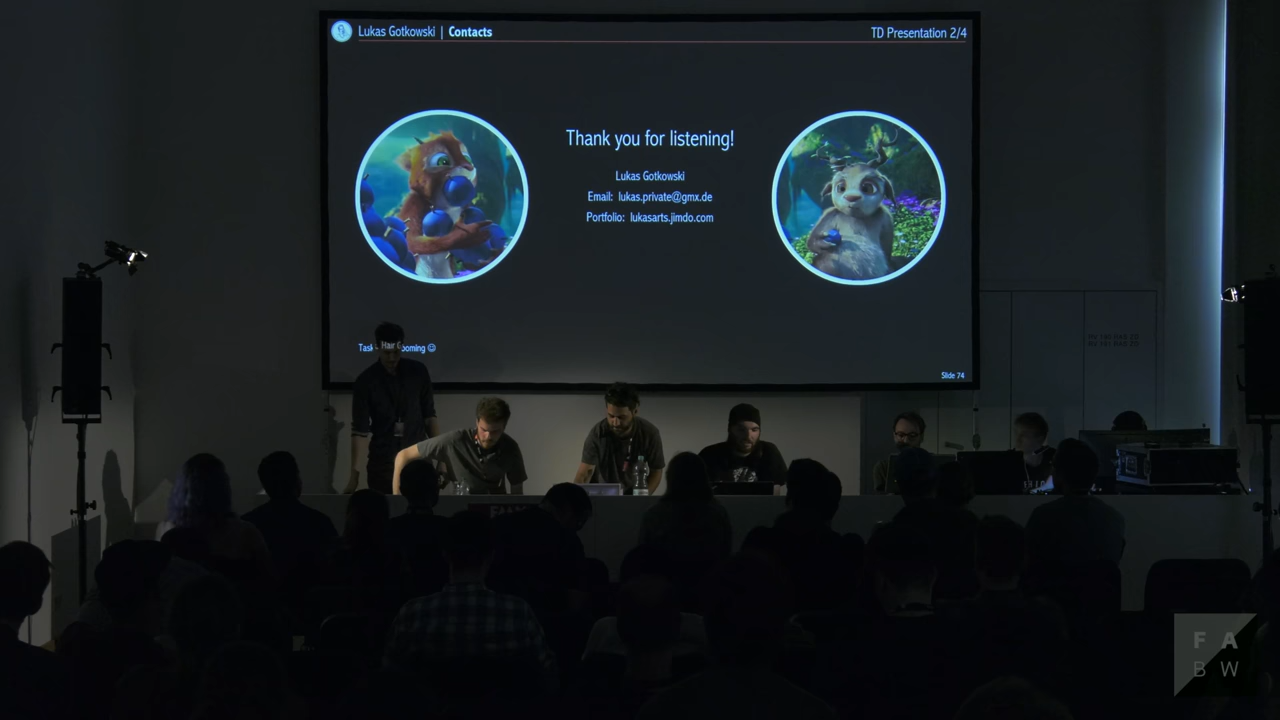 Lukas Gotkowski | Contacts
TD Presentation 2/4
Thank you for listening!
Lukas Gotkowski
Email: lukas.private@gmx.de
Portfolio: lukasarts.jimdo.com
Hair
☺
Slide 74
F A
B W